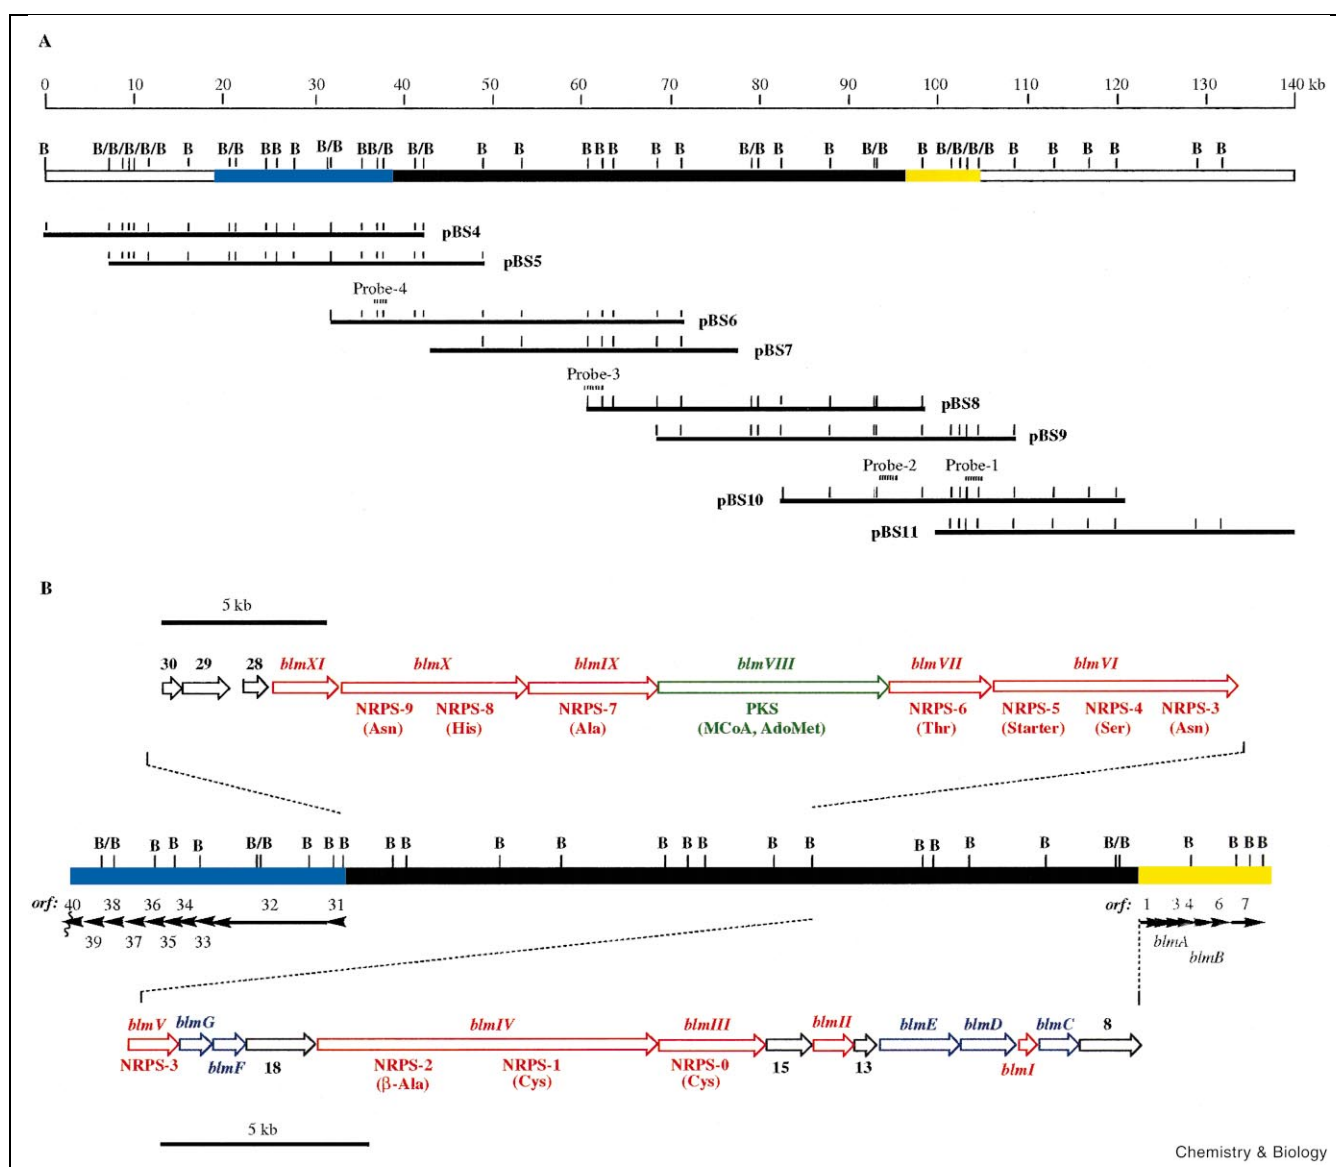 A
0 10 20 30 40 50 60 70 80 90 100 110 120 130 140 kb
B B/B/B/B/B B B/B BB B B/B BB/B B/B B B B B B B B B/B B B B/B B B/B/B/B B B B B B B
pBS4
pBS5
Probe-4
pBS6
pBS7
Probe-3
pBS8
pBS9
Probe-2 Probe-1
pBS10
pBS11
B
5 kb
30 29 28 blmXI blmX blmIX blmVIII blmVII blmVI
NRPS-9 NRPS-8 NRPS-7 PKS NRPS-6 NRPS-5 NRPS-4 NRPS-3
(Asn) (His) (Ala) (MCoA, AdoMet) (Thr) (Starter) (Ser) (Asn)
B/B B B B B/B B B B B B B B B B B B B B B B B B/B B B B B
orf: 40 38 36 34 32 31 orf: 1 3 4 6 7
39 37 35 33 blmA
blmB
blmV blmG blmIV blmIII blmII blmE blmD blmC 8
NRPS-3 blmF 18 NRPS-2 NRPS-1 NRPS-0 15 13 blmI
(β-Ala) (Cys) (Cys)
5 kb
Chemistry & Biology